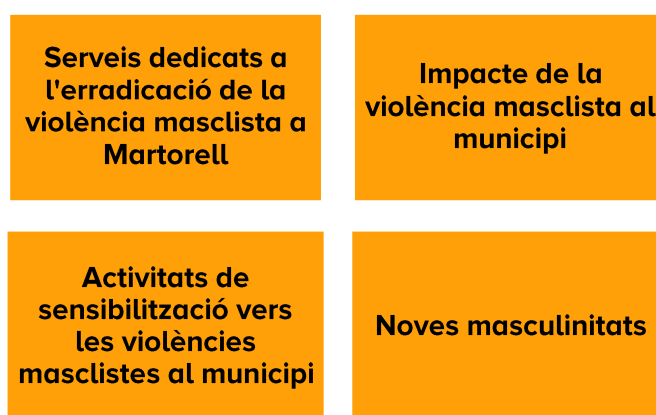 Serveis dedicats a
l'erradicació de la
violència masclista a
Martorell
Impacte de la
violència masclista al
municipi
Activitats de
sensibilització vers
les violències
masclistes al municipi
Noves masculinitats